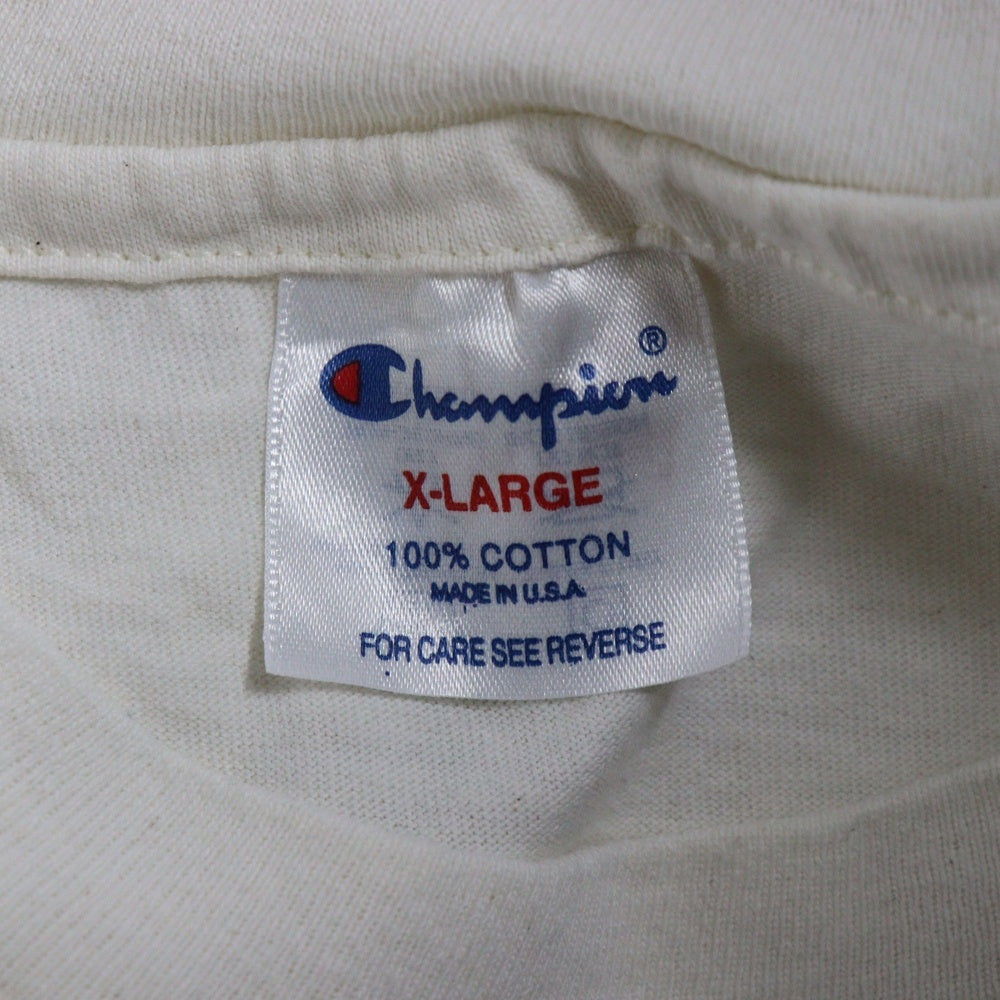 Champion®
X-LARGE
100% COTTON
MADE IN U.S.A.
FOR CARE SEE REVERSE